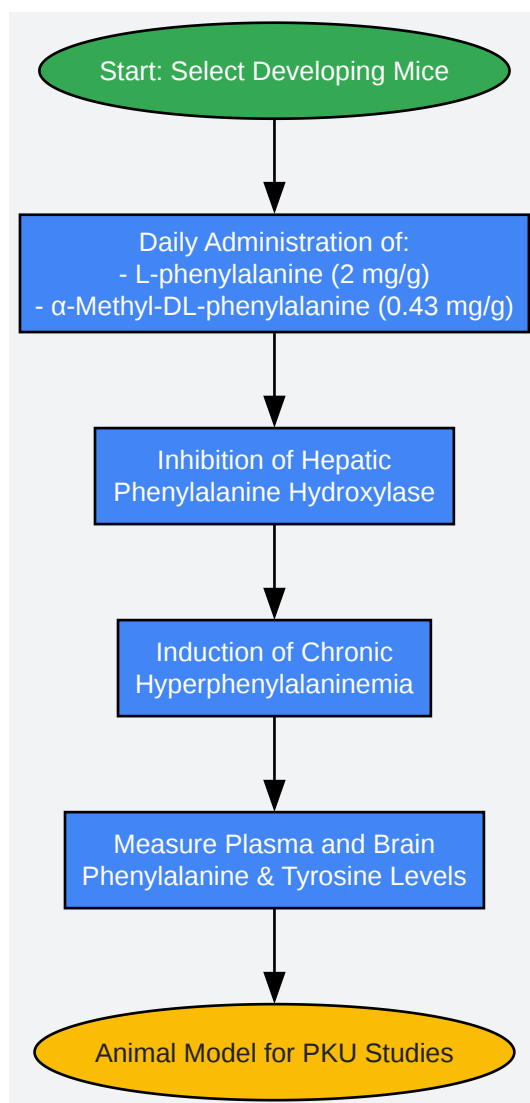 Start: Select Developing Mice
Daily Administration of:
- L-phenylalanine (2 mg/g)
- α-Methyl-DL-phenylalanine (0.43 mg/g)
Inhibition of Hepatic
Phenylalanine Hydroxylase
Induction of Chronic
Hyperphenylalaninemia
Measure Plasma and Brain
Phenylalanine & Tyrosine Levels
Animal Model for PKU Studies